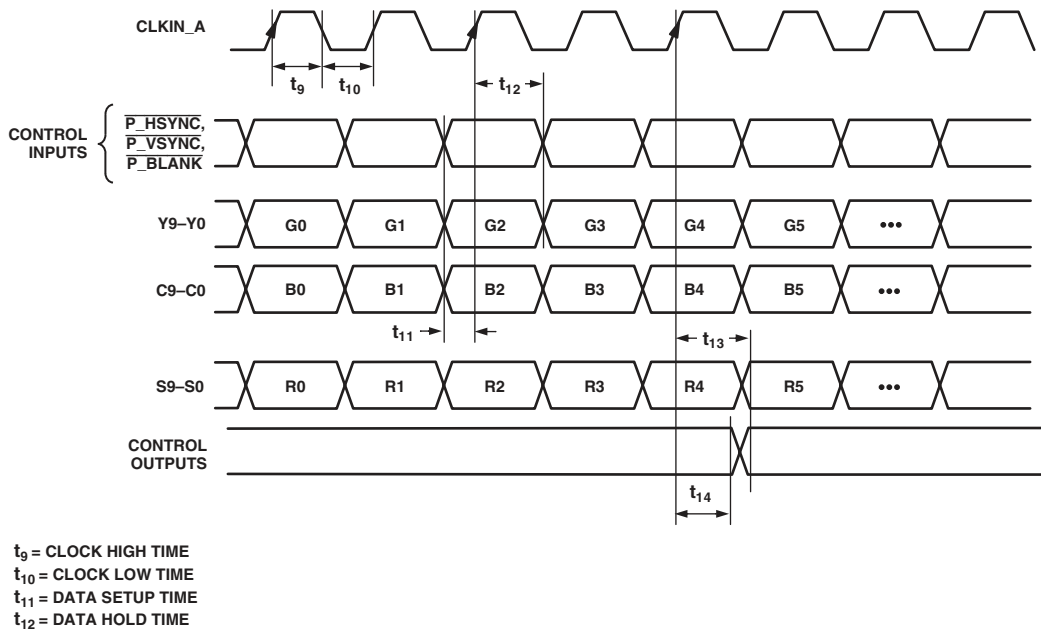 CLKIN_A
t9
t10
t12
CONTROL
INPUTS
P_HSYNC,
P_VSYNC,
P_BLANK
Y9–Y0
G0 G1 G2 G3 G4 G5 •••
C9–C0
B0 B1 B2 B3 B4 B5 •••
t11
t13
S9–S0
R0 R1 R2 R3 R4 R5 •••
CONTROL
OUTPUTS
t14
t9 = CLOCK HIGH TIME
t10 = CLOCK LOW TIME
t11 = DATA SETUP TIME
t12 = DATA HOLD TIME